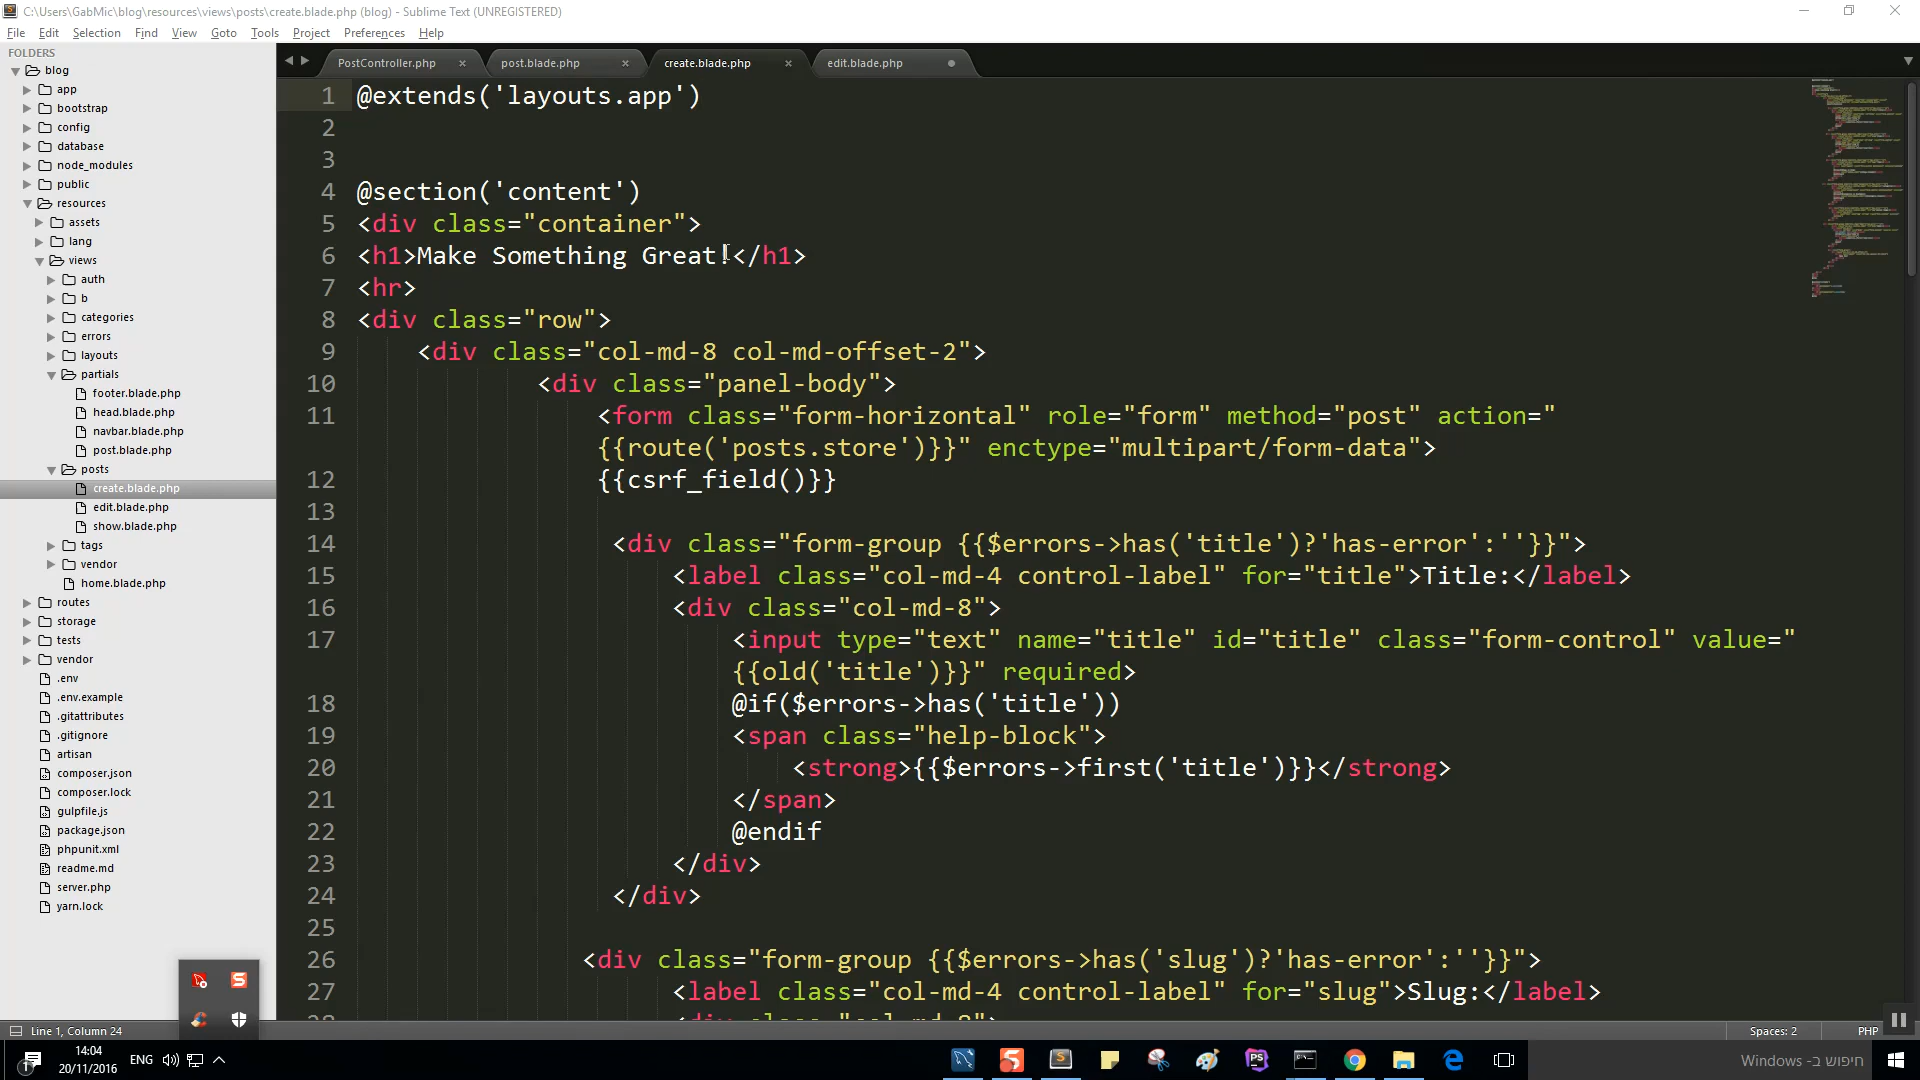 C:\Users\GabMic\blog\resources\views\posts\create.blade.php (blog) - Sublime Text (UNREGISTERED)
File Edit Selection Find View Goto Tools Project Preferences Help
FOLDERS
blog
app
bootstrap
config
database
node_modules
public
resources
assets
lang
views
auth
b
categories
errors
layouts
partials
footer.blade.php
head.blade.php
navbar.blade.php
post.blade.php
posts
create.blade.php
edit.blade.php
show.blade.php
tags
vendor
home.blade.php
routes
storage
tests
vendor
.env
.env.example
.gitattributes
.gitignore
artisan
composer.json
composer.lock
gulpfile.js
package.json
phpunit.xml
readme.md
server.php
yarn.lock
PostController.php × post.blade.php × create.blade.php × edit.blade.php
1 @extends('layouts.app')
2
3
4 @section('content')
5 <div class="container">
6 <h1>Make Something Great!</h1>
7 <hr>
8 <div class="row">
9 <div class="col-md-8 col-md-offset-2">
10 <div class="panel-body">
11 <form class="form-horizontal" role="form" method="post" action="
{{route('posts.store')}}" enctype="multipart/form-data">
12 {{csrf_field()}}
13
14 <div class="form-group {{$errors->has('title')?'has-error':''}}">
15 <label class="col-md-4 control-label" for="title">Title:</label>
16 <div class="col-md-8">
17 <input type="text" name="title" id="title" class="form-control" value="
{{old('title')}}" required>
18 @if($errors->has('title'))
19 <span class="help-block">
20 <strong>{{$errors->first('title')}}</strong>
21 </span>
22 @endif
23 </div>
24 </div>
25
26 <div class="form-group {{$errors->has('slug')?'has-error':''}}">
27 <label class="col-md-4 control-label" for="slug">Slug:</label>
28 <div class="col-md-8">
Line 1, Column 24 Spaces: 2 PHP
14:04
20/11/2016
ENG
חיפוש ב- Windows